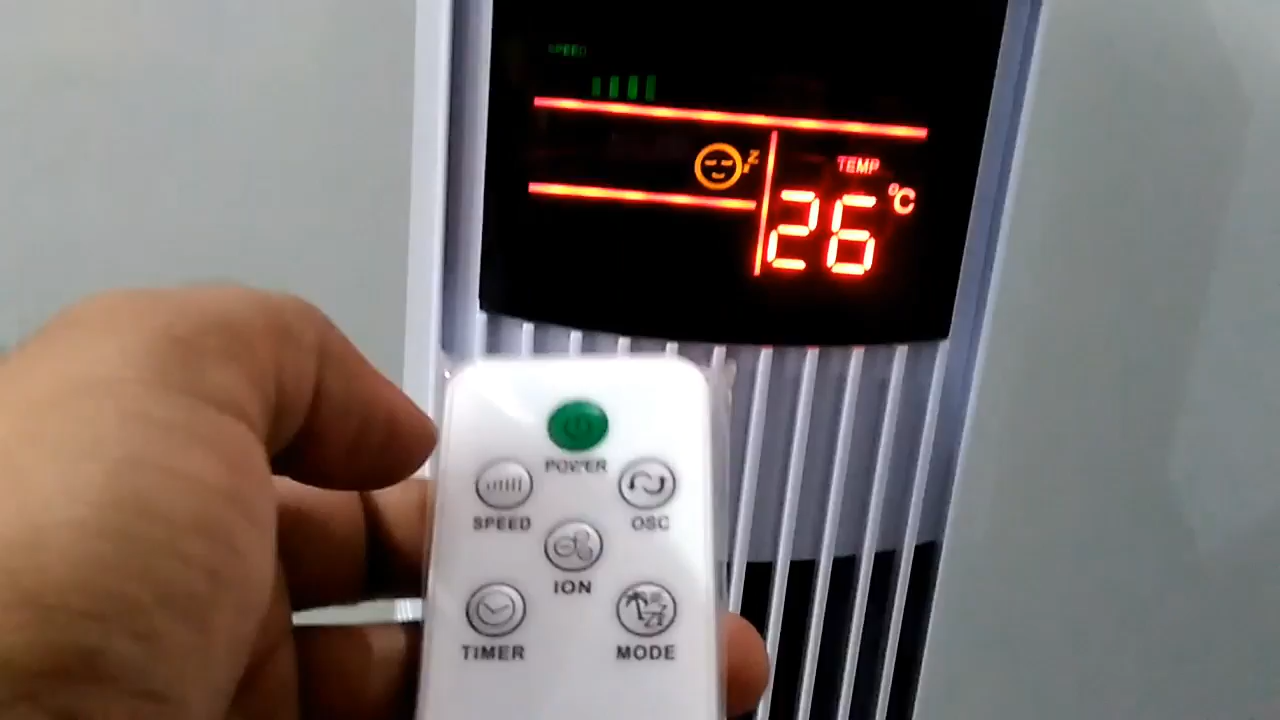 SPEED
TEMP
26 °C
POWER
SPEED
OSC
ION
TIMER
MODE